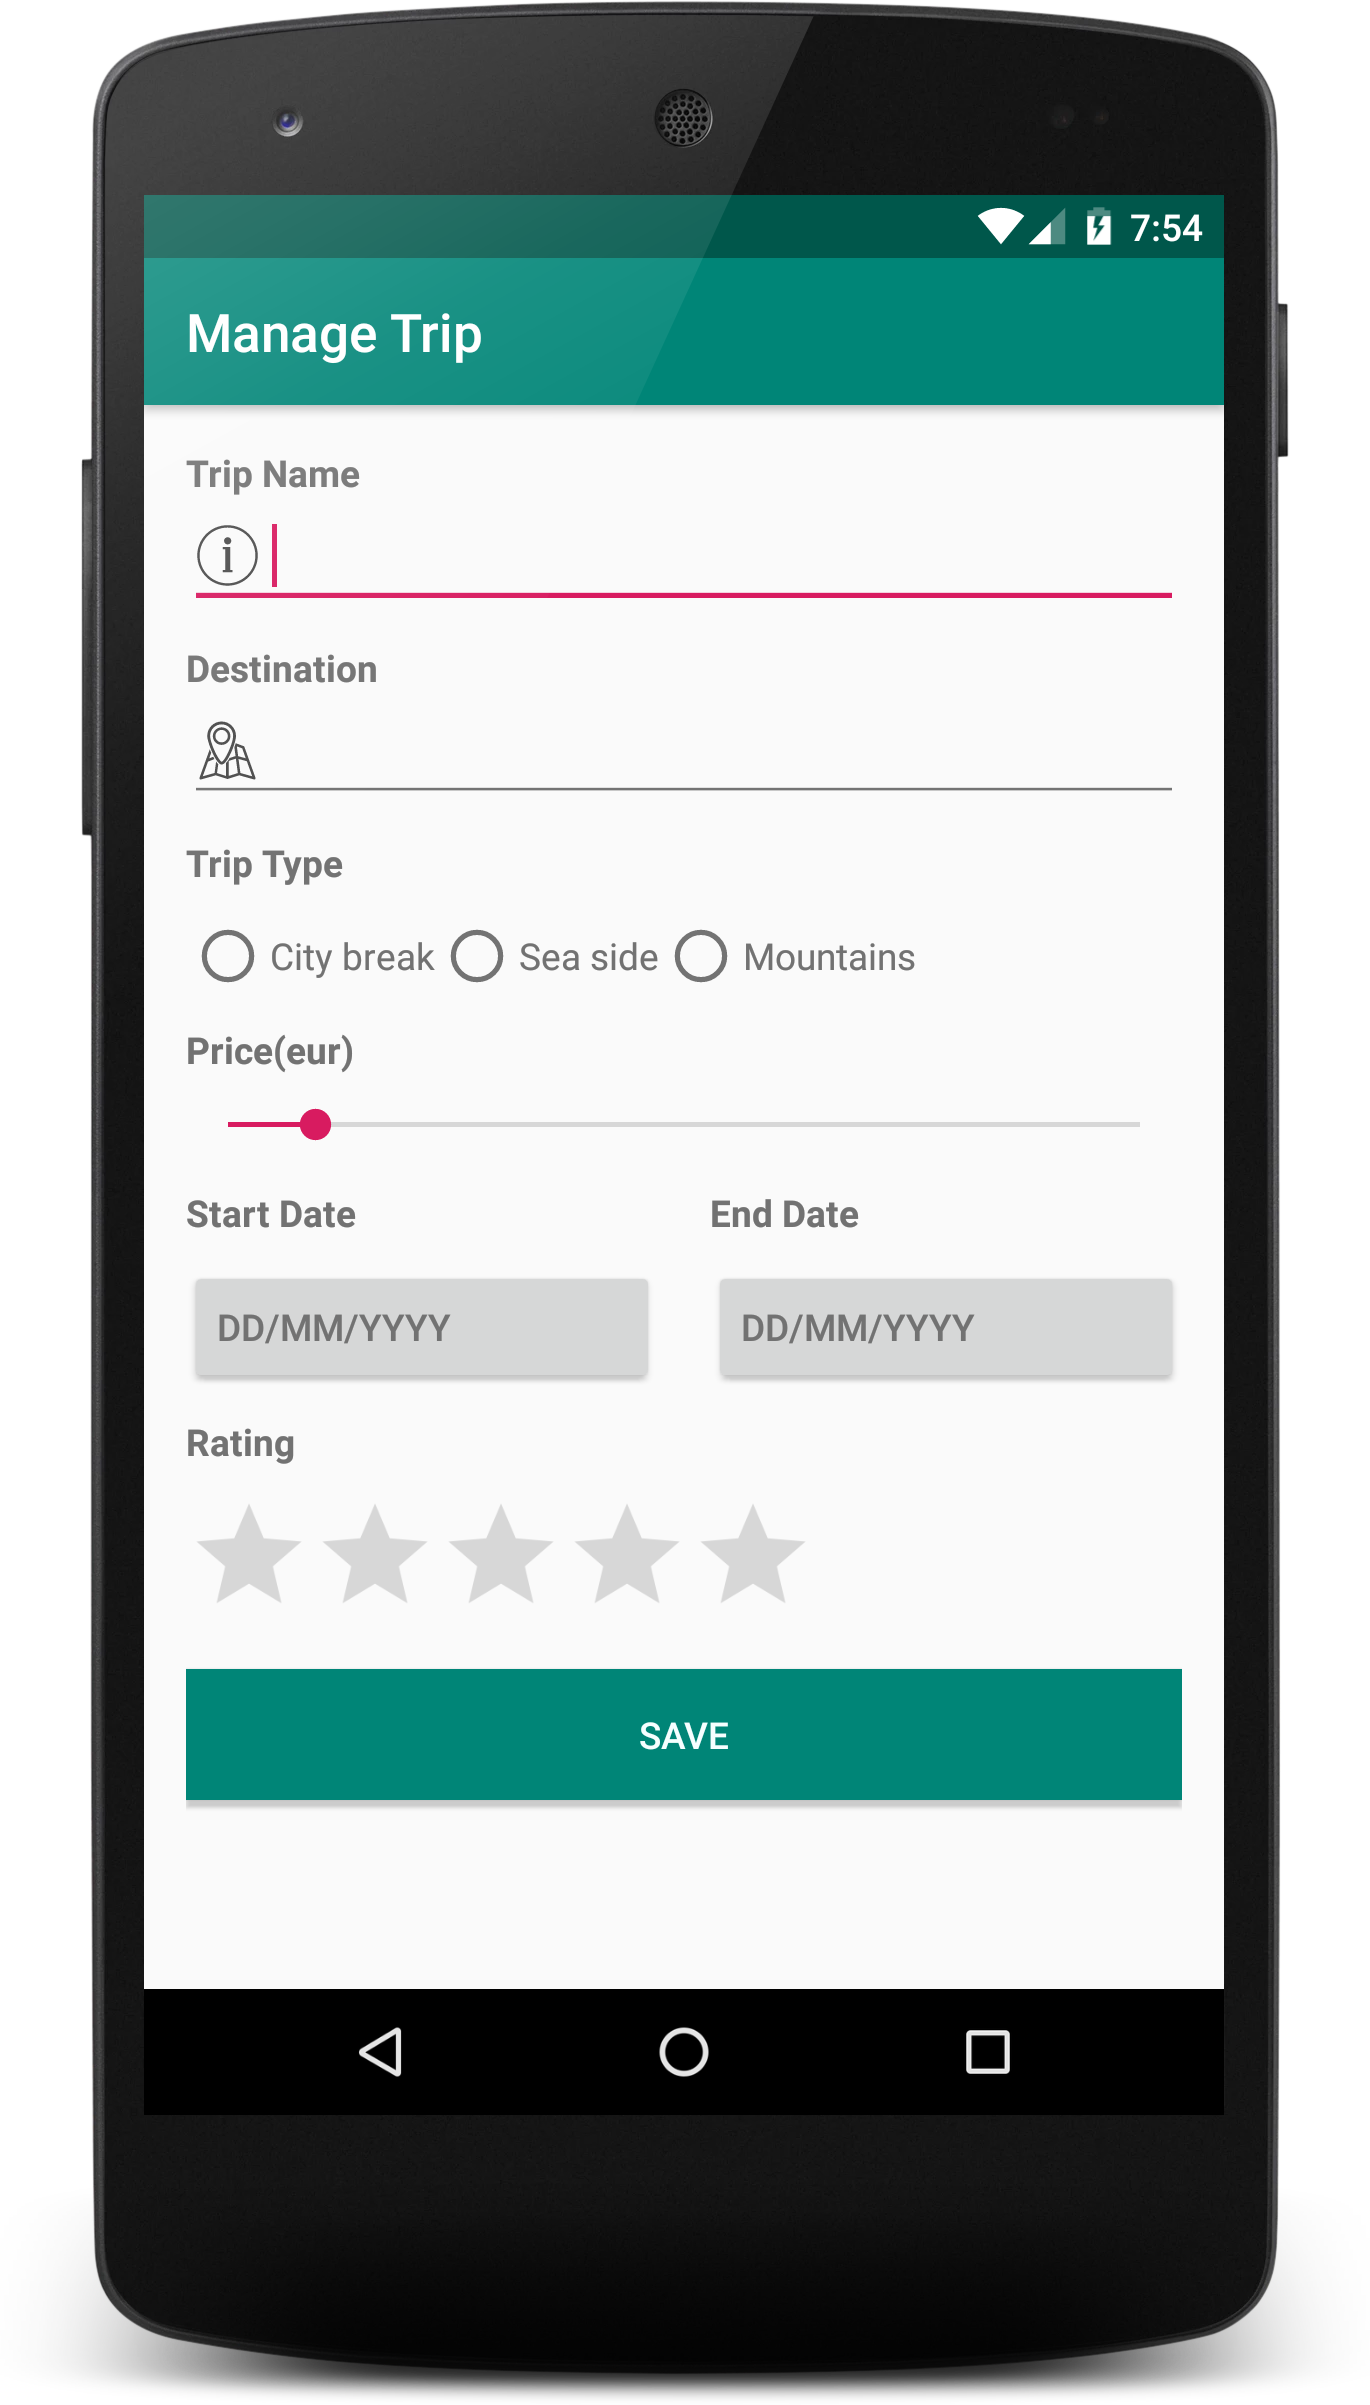 7:54
Manage Trip
Trip Name
Destination
Trip Type
City break Sea side Mountains
Price(eur)
Start Date End Date
DD/MM/YYYY DD/MM/YYYY
Rating
SAVE